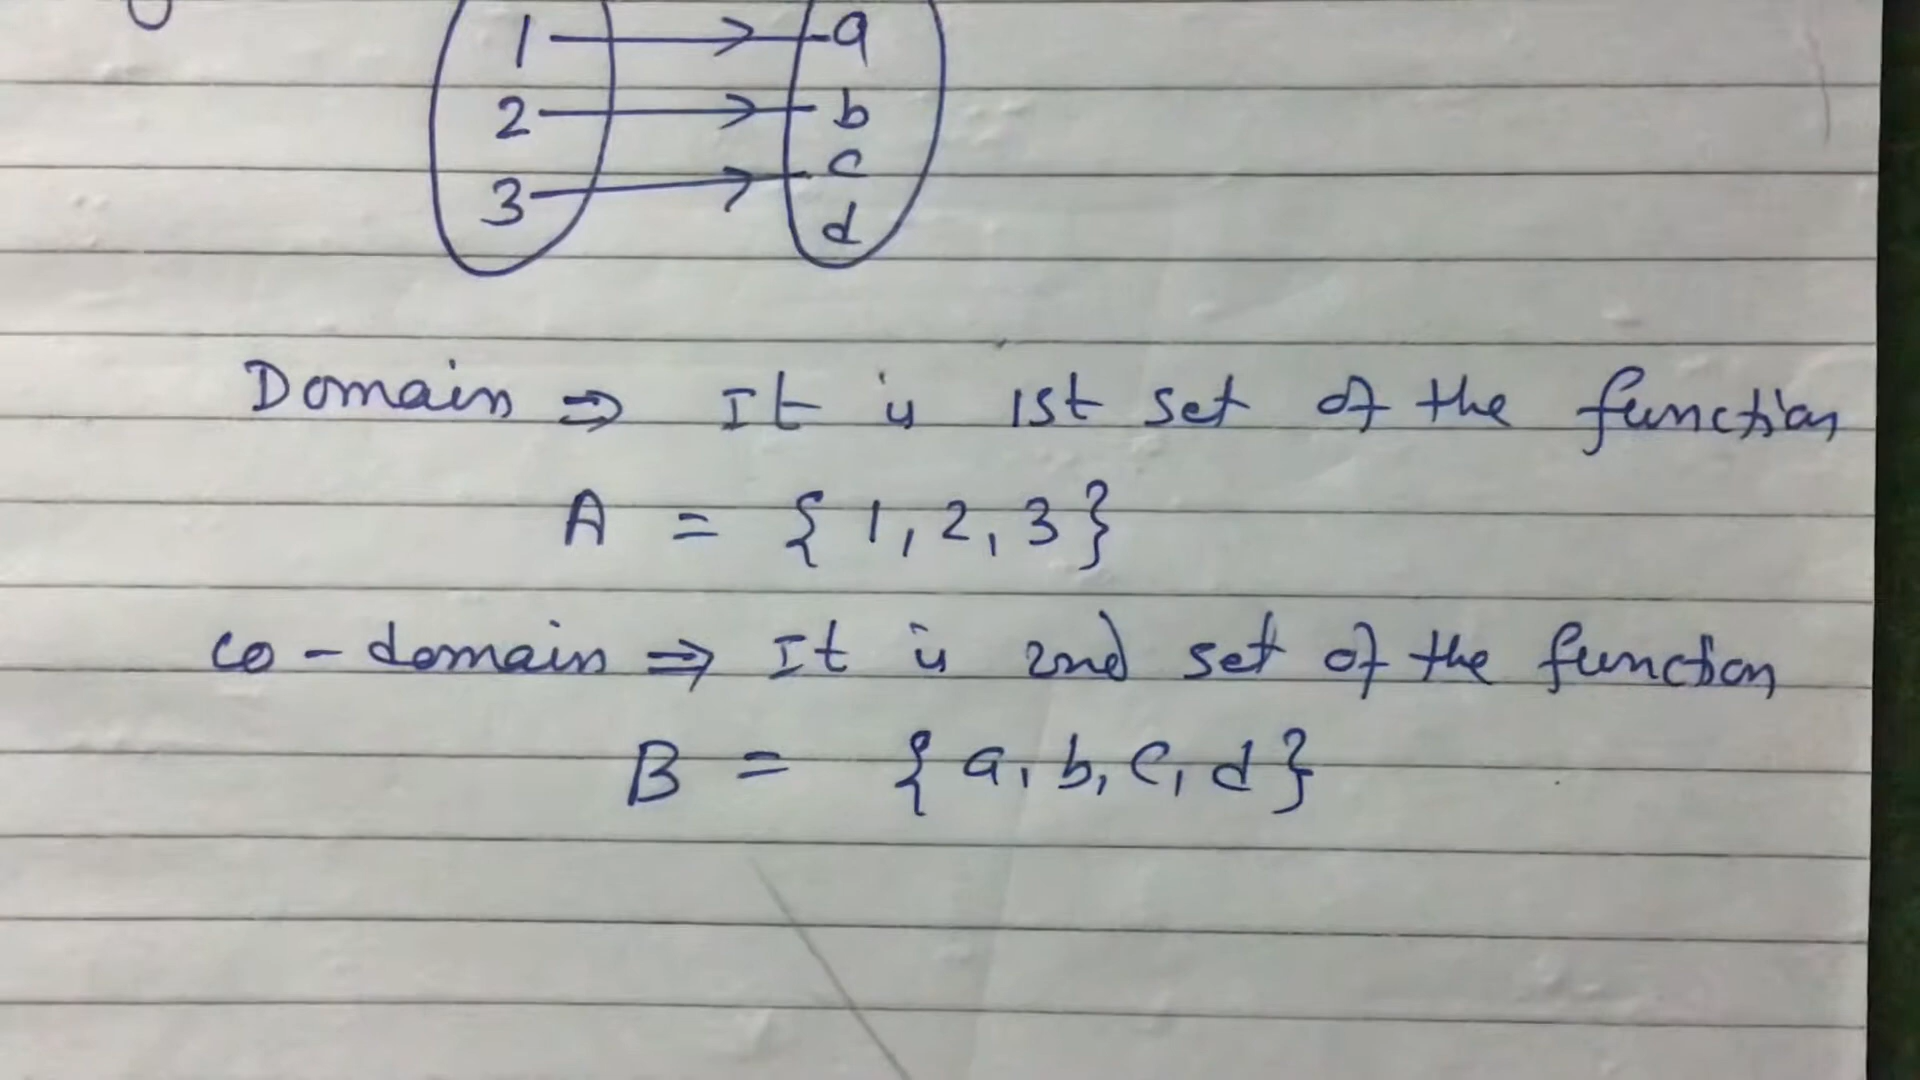 1 → a
2 → b
3 → c
d
Domain ⇒ It is 1st set of the function
A = {1, 2, 3}
co-domain ⇒ It is 2nd set of the function
B = {a, b, c, d}